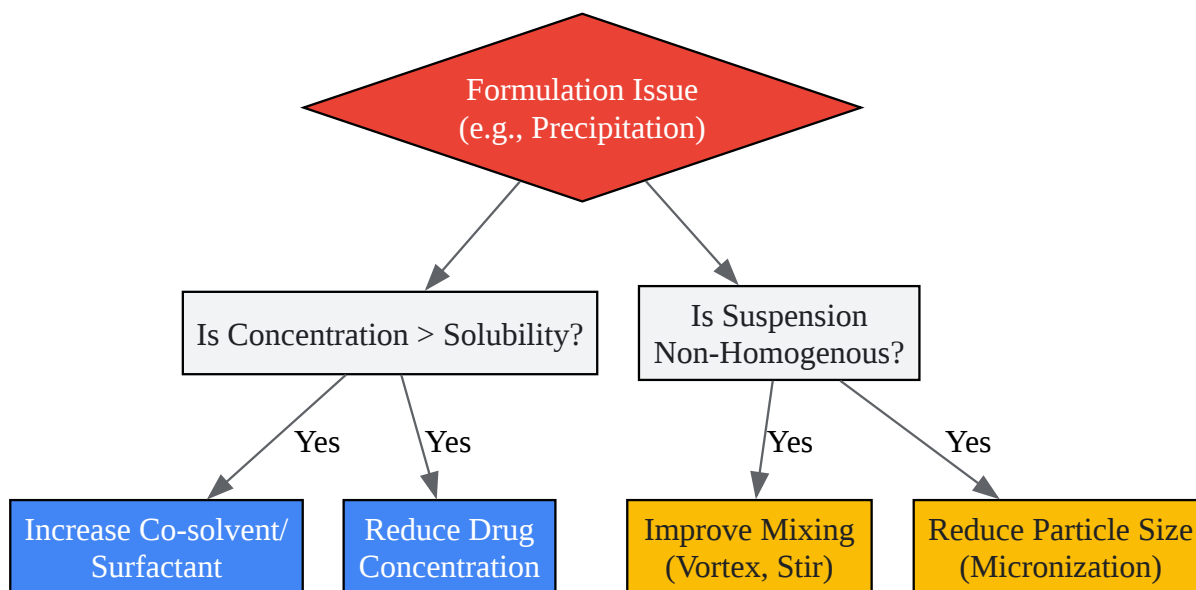 Formulation Issue
(e.g., Precipitation)
Is Concentration > Solubility?
Is Suspension
Non-Homogenous?
Yes
Yes
Yes
Yes
Increase Co-solvent/
Surfactant
Reduce Drug
Concentration
Improve Mixing
(Vortex, Stir)
Reduce Particle Size
(Micronization)